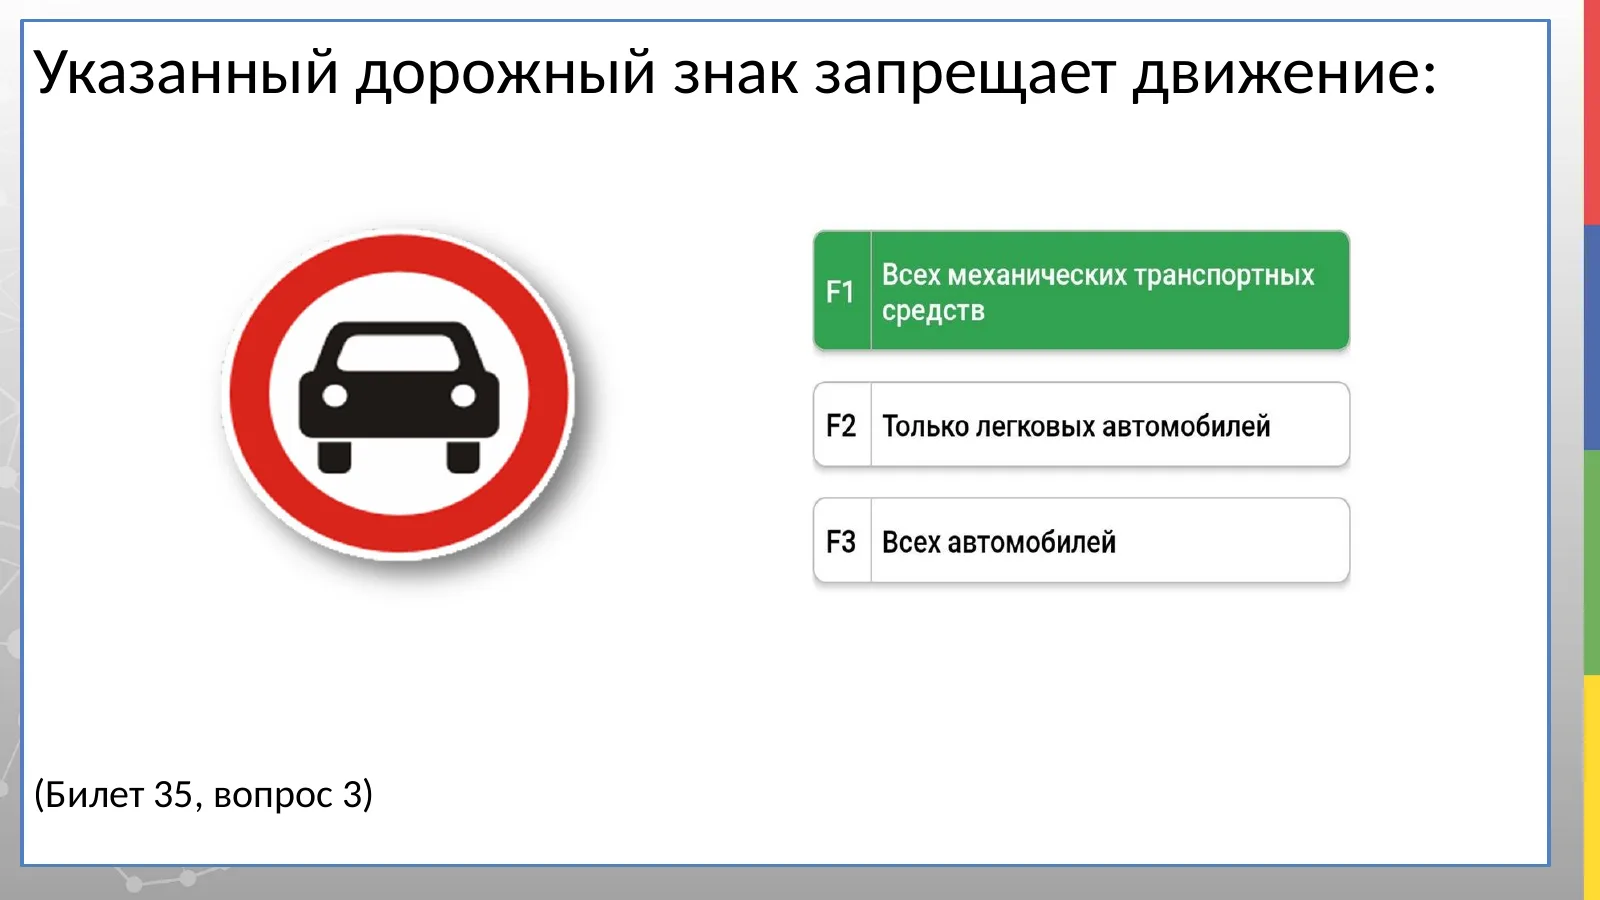 Указанный дорожный знак запрещает движение:
F1 Всех механических транспортных
средств
F2 Только легковых автомобилей
F3 Всех автомобилей
(Билет 35, вопрос 3)